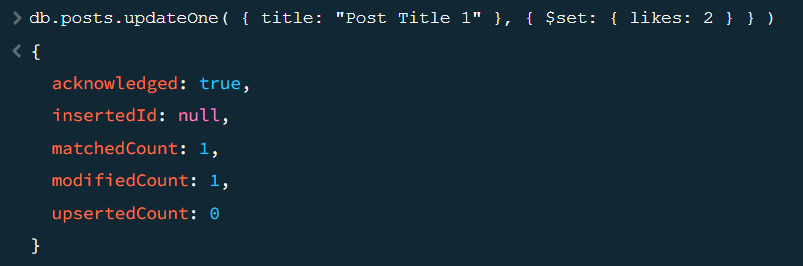 > db.posts.updateOne( { title: "Post Title 1" }, { $set: { likes: 2 } } )
< {
acknowledged: true,
insertedId: null,
matchedCount: 1,
modifiedCount: 1,
upsertedCount: 0
}